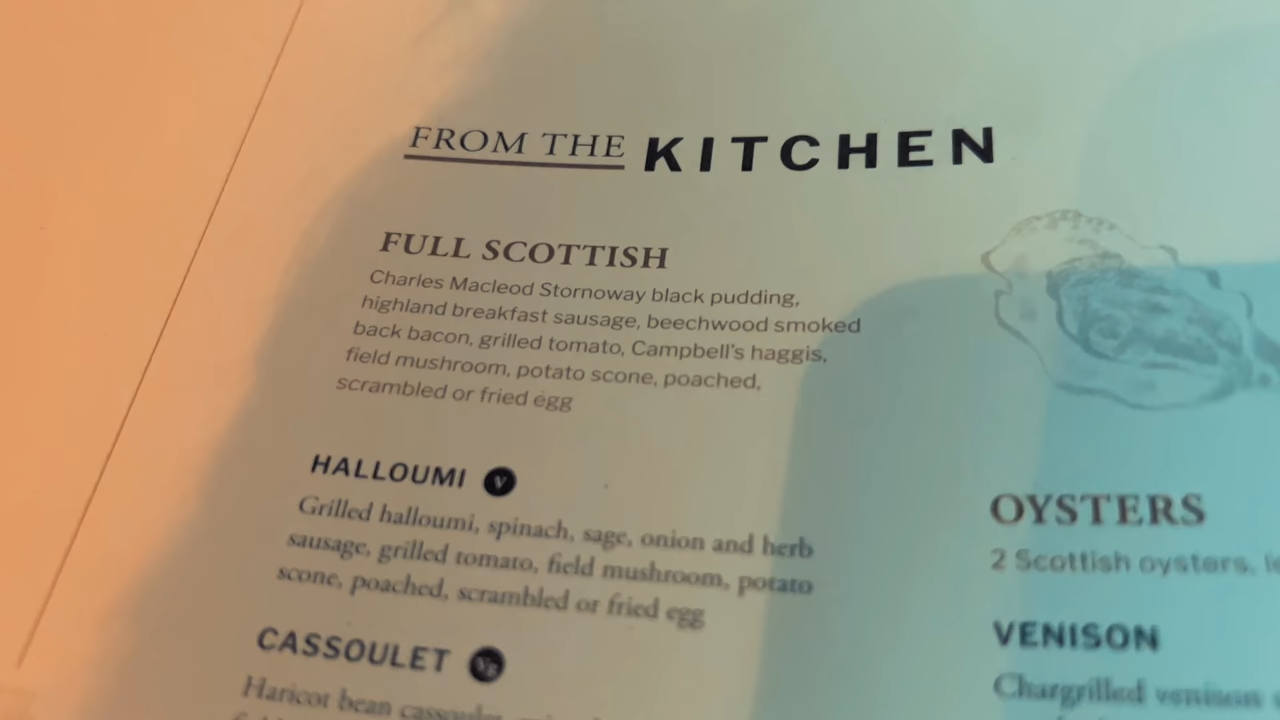 FROM THE KITCHEN
FULL SCOTTISH
Charles Macleod Stornoway black pudding,
highland breakfast sausage, beechwood smoked
back bacon, grilled tomato, Campbell's haggis,
field mushroom, potato scone, poached,
scrambled or fried egg
HALLOUMI V
Grilled halloumi, spinach, sage, onion and herb
sausage, grilled tomato, field mushroom, potato
scone, poached, scrambled or fried egg
CASSOULET
Haricot bean cassoulet,
OYSTERS
2 Scottish oysters,
VENISON
Chargrilled venison